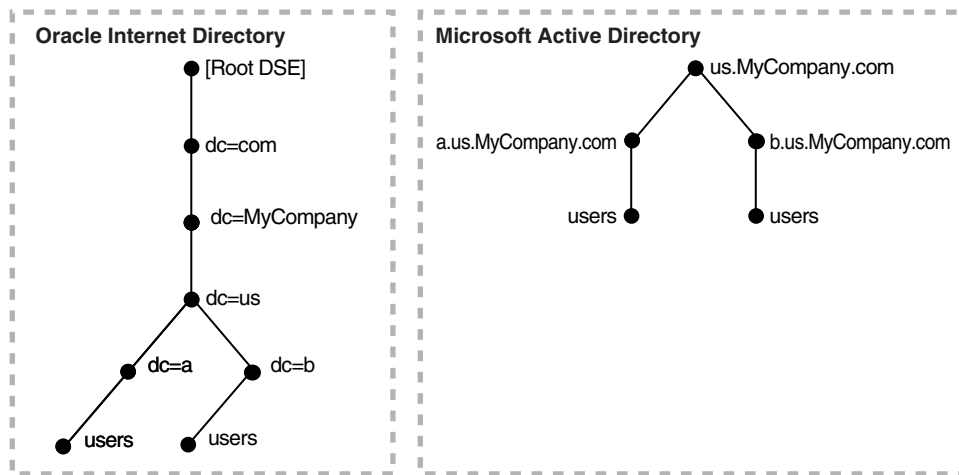 Oracle Internet Directory
[Root DSE]
dc=com
dc=MyCompany
dc=us
dc=a
dc=b
users
users
Microsoft Active Directory
us.MyCompany.com
a.us.MyCompany.com
b.us.MyCompany.com
users
users